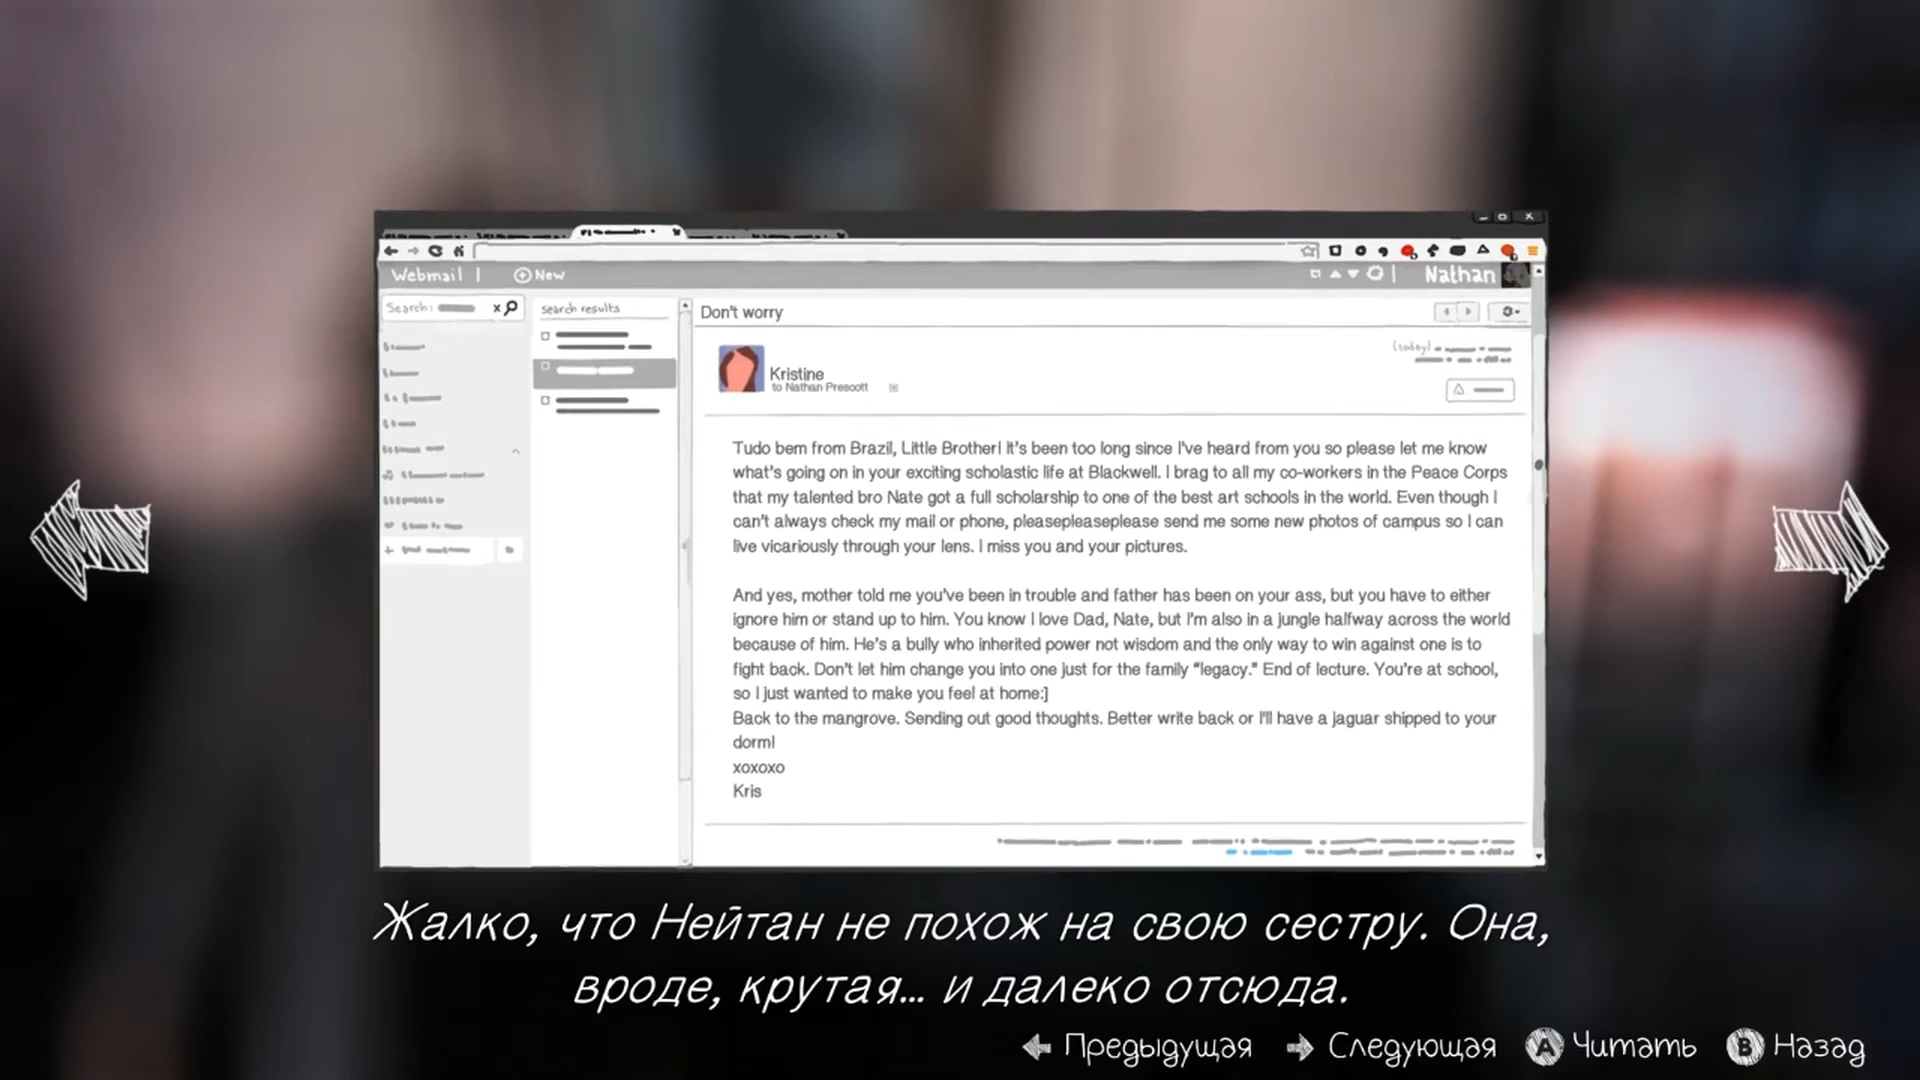 Webmail |
New
Nathan
Search:
x
search results
Don't worry
(today)
Kristine
to Nathan Prescott
Tudo bem from Brazil, Little Brother! It's been too long since I've heard from you so please let me know
what's going on in your exciting scholastic life at Blackwell. I brag to all my co-workers in the Peace Corps
that my talented bro Nate got a full scholarship to one of the best art schools in the world. Even though I
can't always check my mail or phone, pleasepleaseplease send me some new photos of campus so I can
live vicariously through your lens. I miss you and your pictures.
And yes, mother told me you've been in trouble and father has been on your ass, but you have to either
ignore him or stand up to him. You know I love Dad, Nate, but I'm also in a jungle halfway across the world
because of him. He's a bully who inherited power not wisdom and the only way to win against one is to
fight back. Don't let him change you into one just for the family “legacy.” End of lecture. You're at school,
so I just wanted to make you feel at home:]
Back to the mangrove. Sending out good thoughts. Better write back or I'll have a jaguar shipped to your
dorm!
xoxoxo
Kris
Жалко, что Нейтан не похож на свою сестру. Она,
вроде, крутая... и далеко отсюда.
Предыдущая Следующая A Читать B Назад